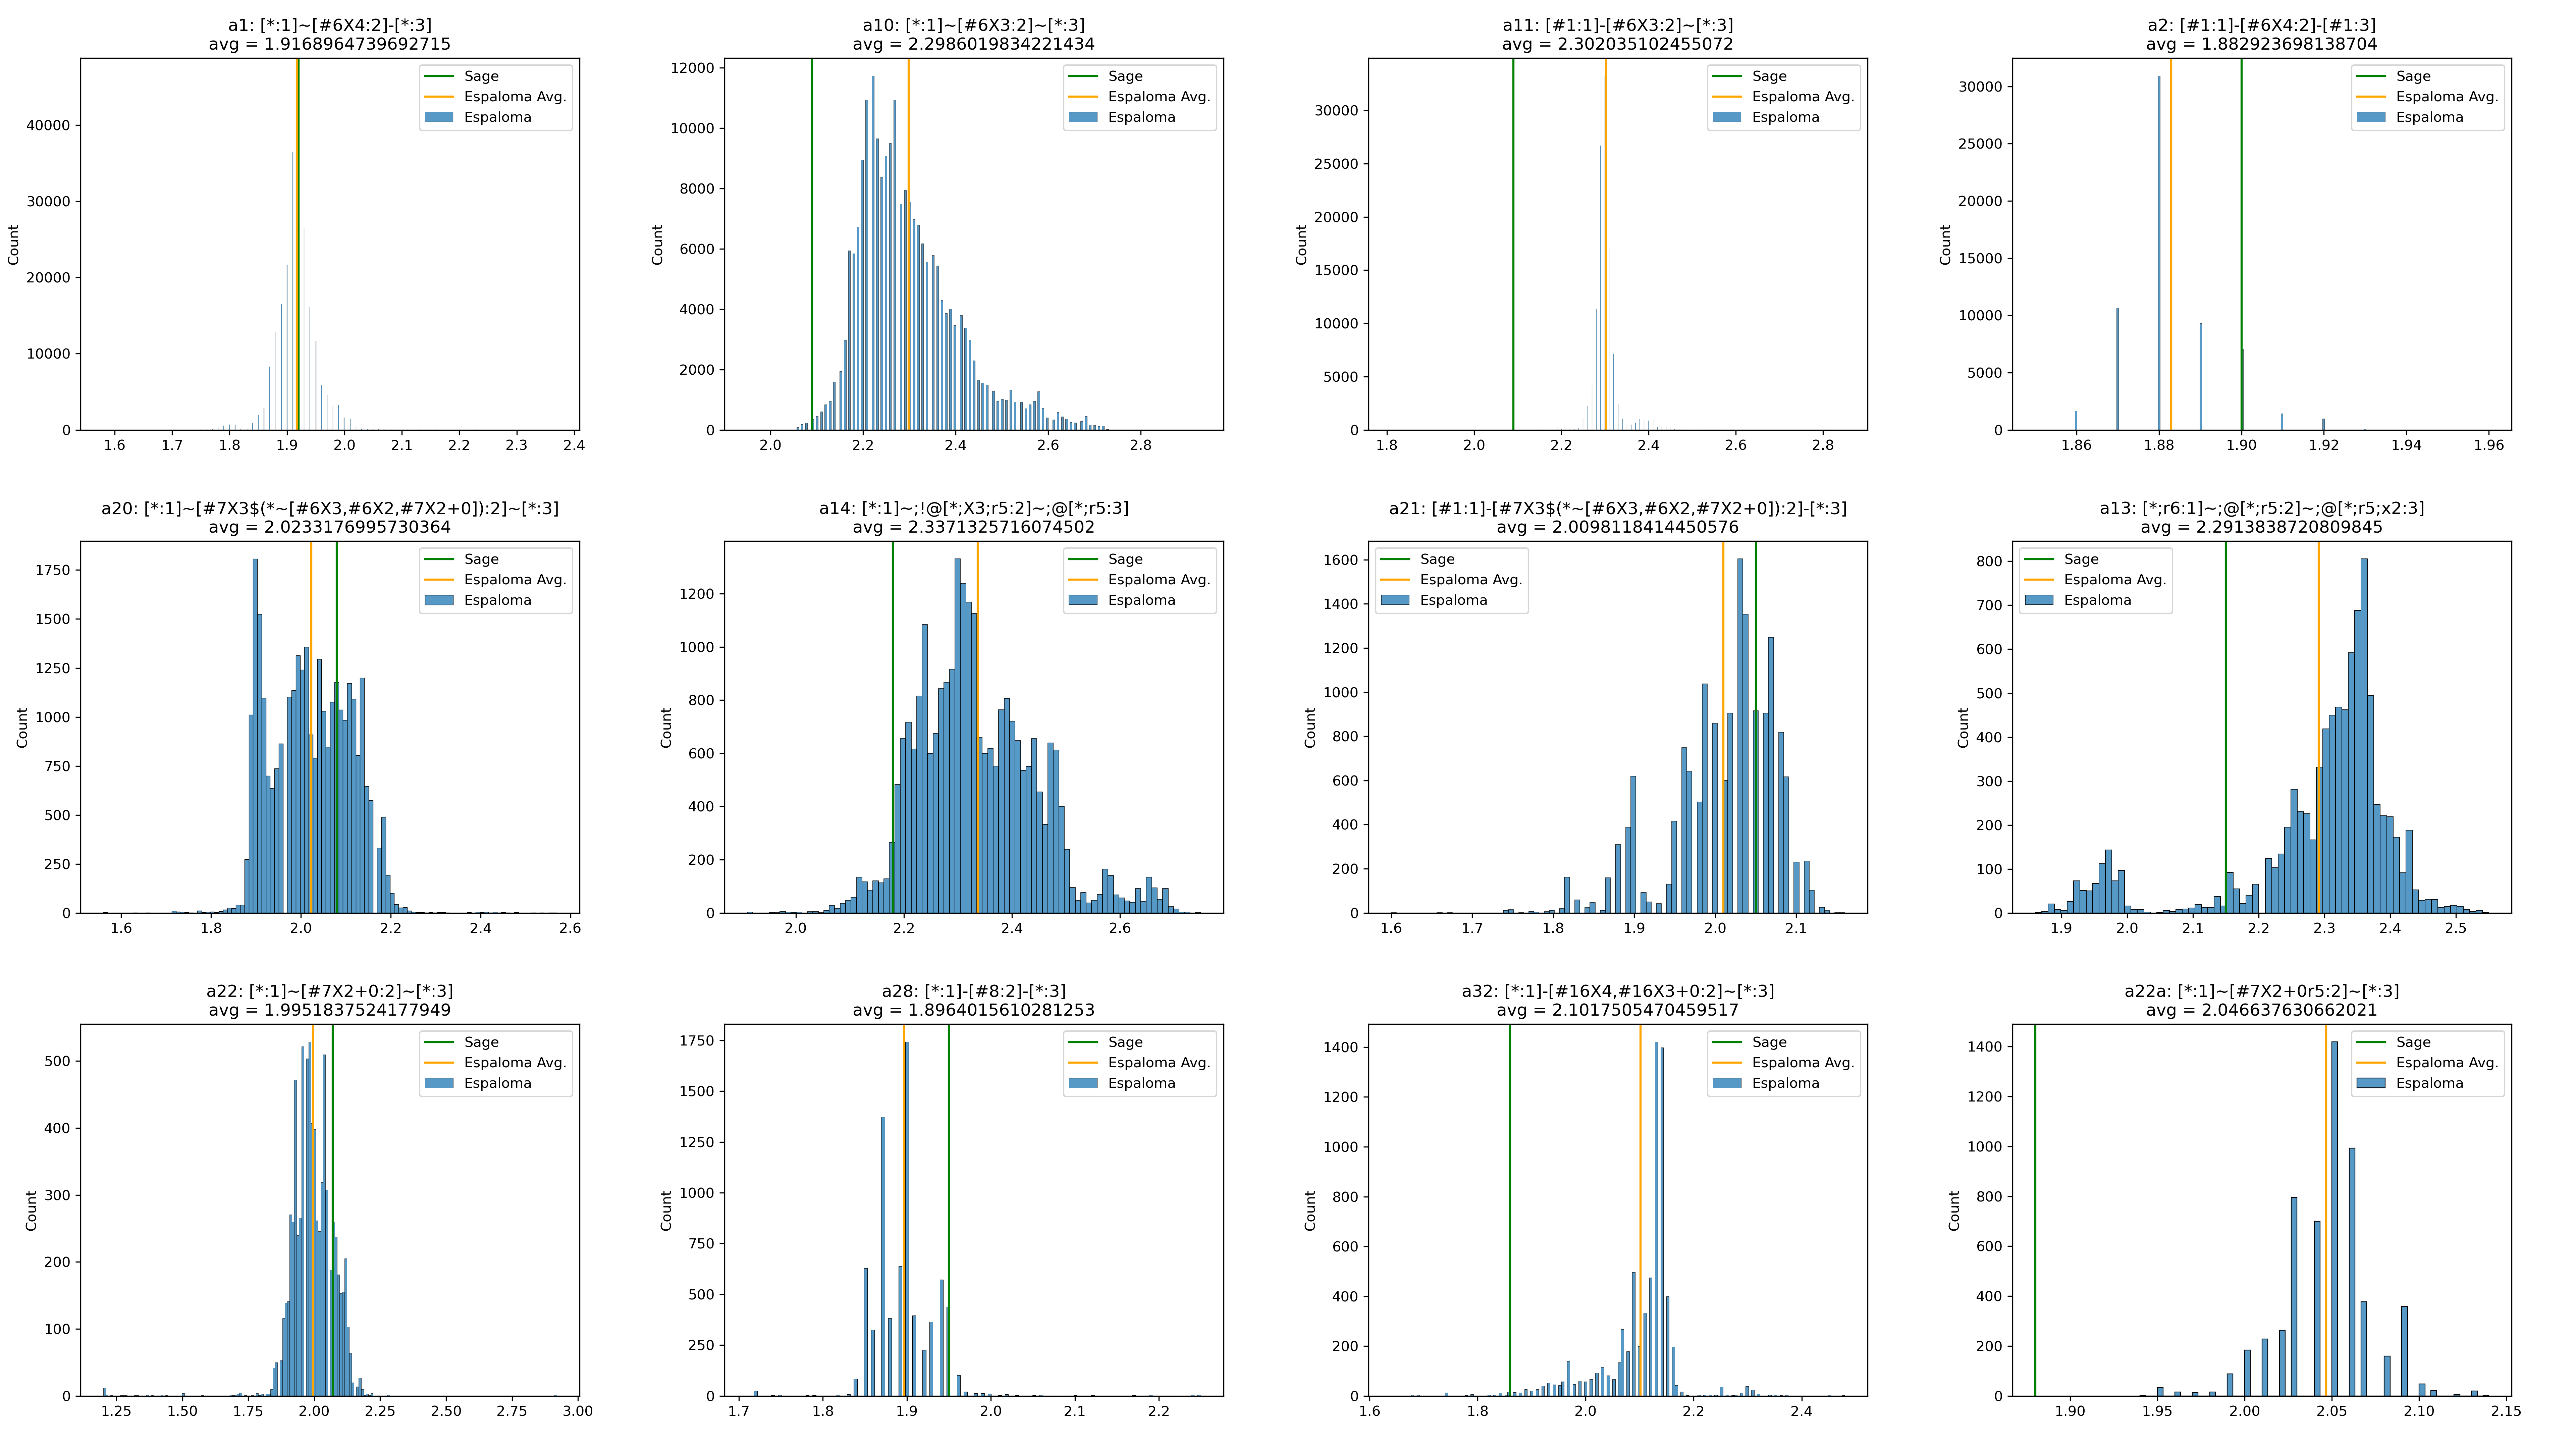 a1: [*:1]~[#6X4:2]-[*:3]
avg = 1.9168964739692715
Sage
Espaloma Avg.
Espaloma
Count
40000
30000
20000
10000
0
1.6 1.7 1.8 1.9 2.0 2.1 2.2 2.3 2.4
a10: [*:1]~[#6X3:2]~[*:3]
avg = 2.2986019834221434
Sage
Espaloma Avg.
Espaloma
Count
12000
10000
8000
6000
4000
2000
0
2.0 2.2 2.4 2.6 2.8
a11: [#1:1]-[#6X3:2]~[*:3]
avg = 2.302035102455072
Sage
Espaloma Avg.
Espaloma
Count
30000
25000
20000
15000
10000
5000
0
1.8 2.0 2.2 2.4 2.6 2.8
a2: [#1:1]-[#6X4:2]-[#1:3]
avg = 1.882923698138704
Sage
Espaloma Avg.
Espaloma
Count
30000
25000
20000
15000
10000
5000
0
1.86 1.88 1.90 1.92 1.94 1.96
a20: [*:1]~[#7X3$(*~[#6X3,#6X2,#7X2+0]):2]~[*:3]
avg = 2.0233176995730364
Sage
Espaloma Avg.
Espaloma
Count
1750
1500
1250
1000
750
500
250
0
1.6 1.8 2.0 2.2 2.4 2.6
a14: [*:1]~;!@[*;X3;r5:2]~;@[*,r5:3]
avg = 2.3371325716074502
Sage
Espaloma Avg.
Espaloma
Count
1200
1000
800
600
400
200
0
2.0 2.2 2.4 2.6
a21: [#1:1]-[#7X3$(*~[#6X3,#6X2,#7X2+0]):2]-[*:3]
avg = 2.0098118414450576
Sage
Espaloma Avg.
Espaloma
Count
1600
1400
1200
1000
800
600
400
200
0
1.6 1.7 1.8 1.9 2.0 2.1
a13: [*;r6:1]~;@[*,r5:2]~;@[*,r5;x2:3]
avg = 2.2913838720809845
Sage
Espaloma Avg.
Espaloma
Count
800
700
600
500
400
300
200
100
0
1.9 2.0 2.1 2.2 2.3 2.4 2.5
a22: [*:1]~[#7X2+0:2]~[*:3]
avg = 1.9951837524177949
Sage
Espaloma Avg.
Espaloma
Count
500
400
300
200
100
0
1.25 1.50 1.75 2.00 2.25 2.50 2.75 3.00
a28: [*:1]-[#8:2]-[*:3]
avg = 1.8964015610281253
Sage
Espaloma Avg.
Espaloma
Count
1750
1500
1250
1000
750
500
250
0
1.7 1.8 1.9 2.0 2.1 2.2
a32: [*:1]-[#16X4,#16X3+0:2]~[*:3]
avg = 2.1017505470459517
Sage
Espaloma Avg.
Espaloma
Count
1400
1200
1000
800
600
400
200
0
1.6 1.8 2.0 2.2 2.4
a22a: [*:1]~[#7X2+0r5:2]~[*:3]
avg = 2.046637630662021
Sage
Espaloma Avg.
Espaloma
Count
1400
1200
1000
800
600
400
200
0
1.90 1.95 2.00 2.05 2.10 2.15